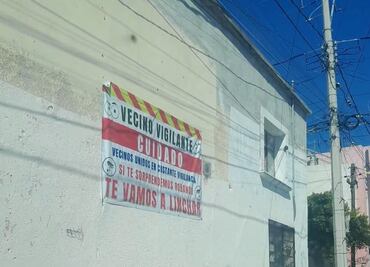 VECINO VIGILANTE
CUIDADO
VECINOS UNIDOS EN CONSTANTE VIGILANCIA
SI TE SORPRENDEMOS ROBANDO
TE VAMOS A LINCHAR